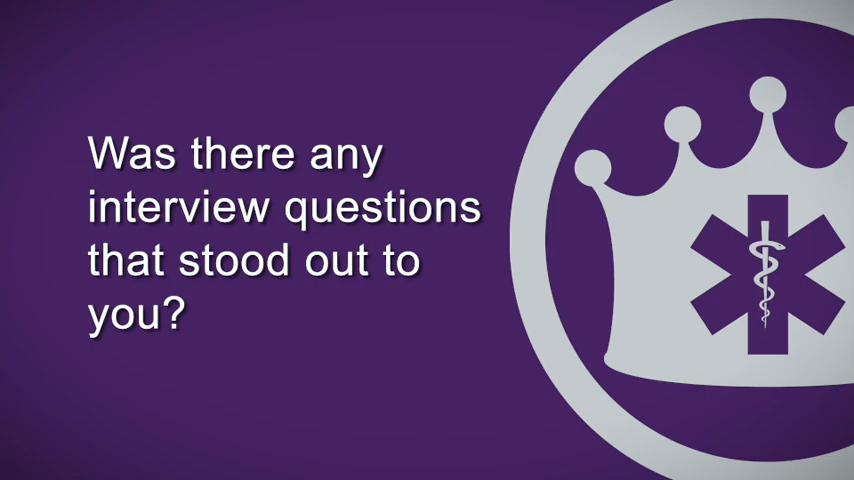 Was there any
interview questions
that stood out to
you?